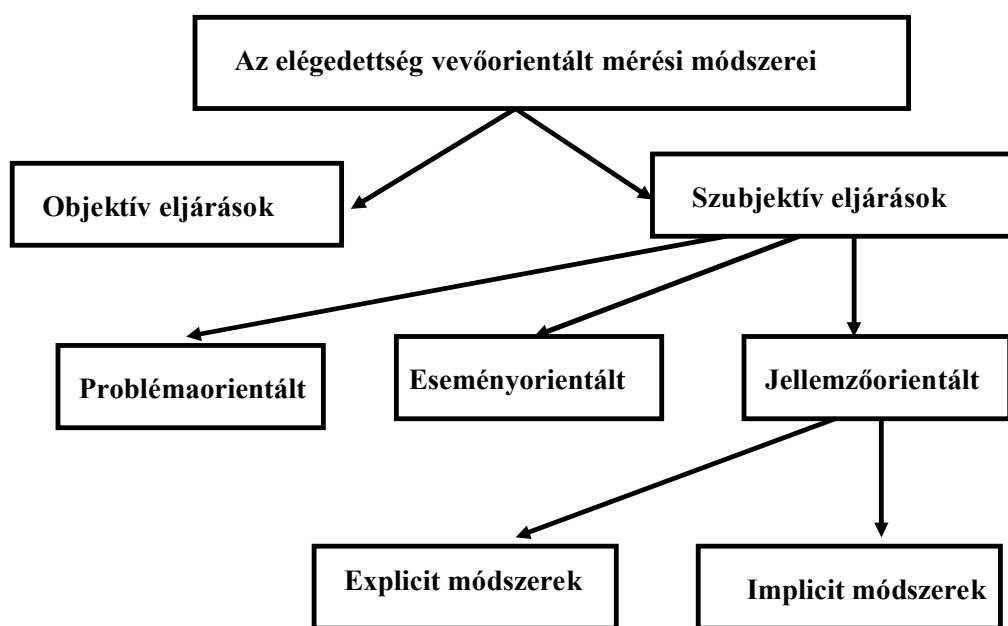 Az elégedettség vevőorientált mérési módszerei
Objektív eljárások
Szubjektív eljárások
Problémaorientált
Eseményorientált
Jellemzőorientált
Explicit módszerek
Implicit módszerek